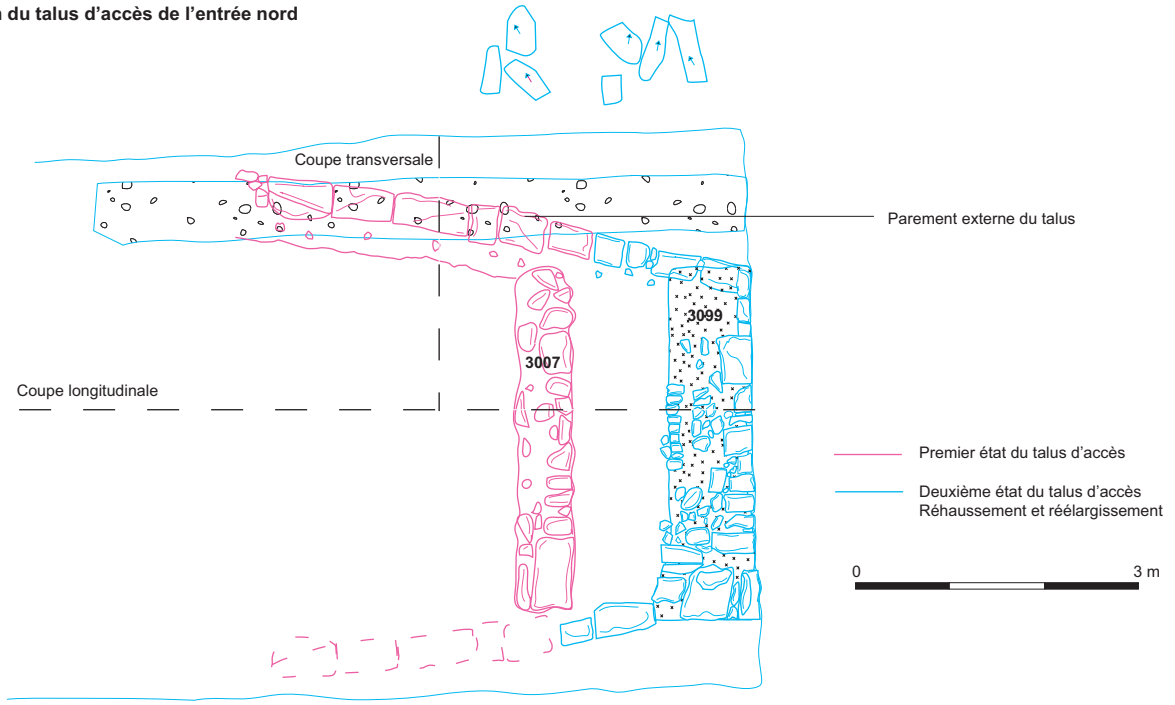 du talus d'accès de l'entrée nord
Coupe transversale
Parement externe du talus
3099
3007
Coupe longitudinale
Premier état du talus d'accès
Deuxième état du talus d'accès
Réhaussement et réélargissement
0 3 m